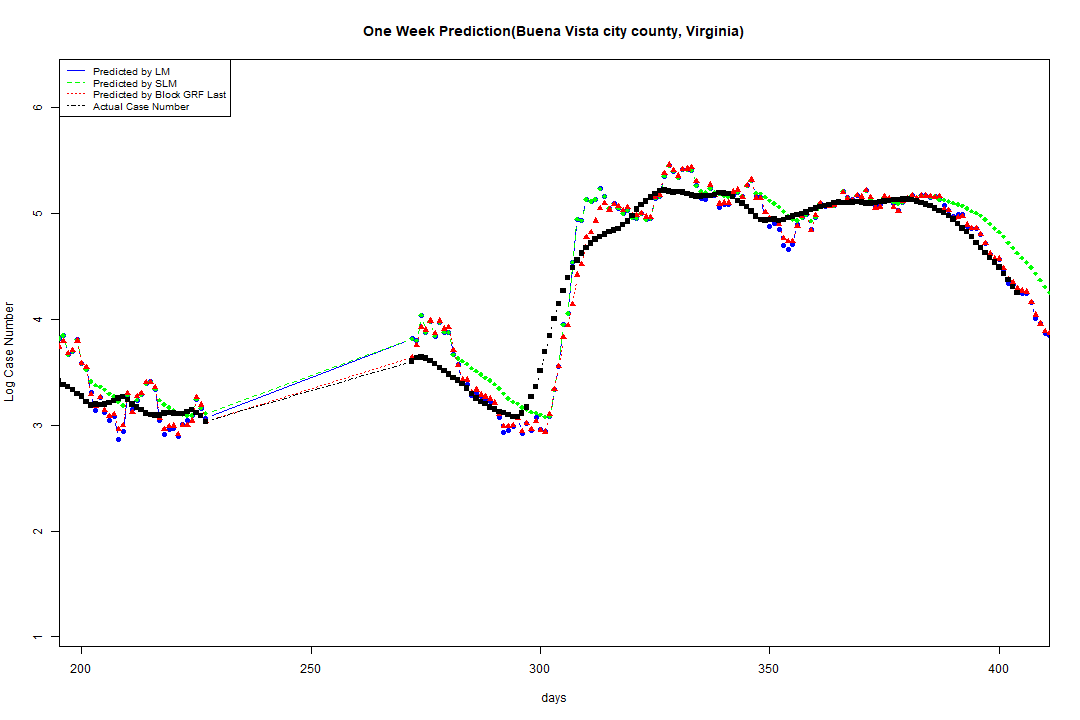 One Week Prediction(Buena Vista city county, Virginia)
Predicted by LM
Predicted by SLM
Predicted by Block GRF Last
Actual Case Number
6
5
4
3
2
1
Log Case Number
200 250 300 350 400
days